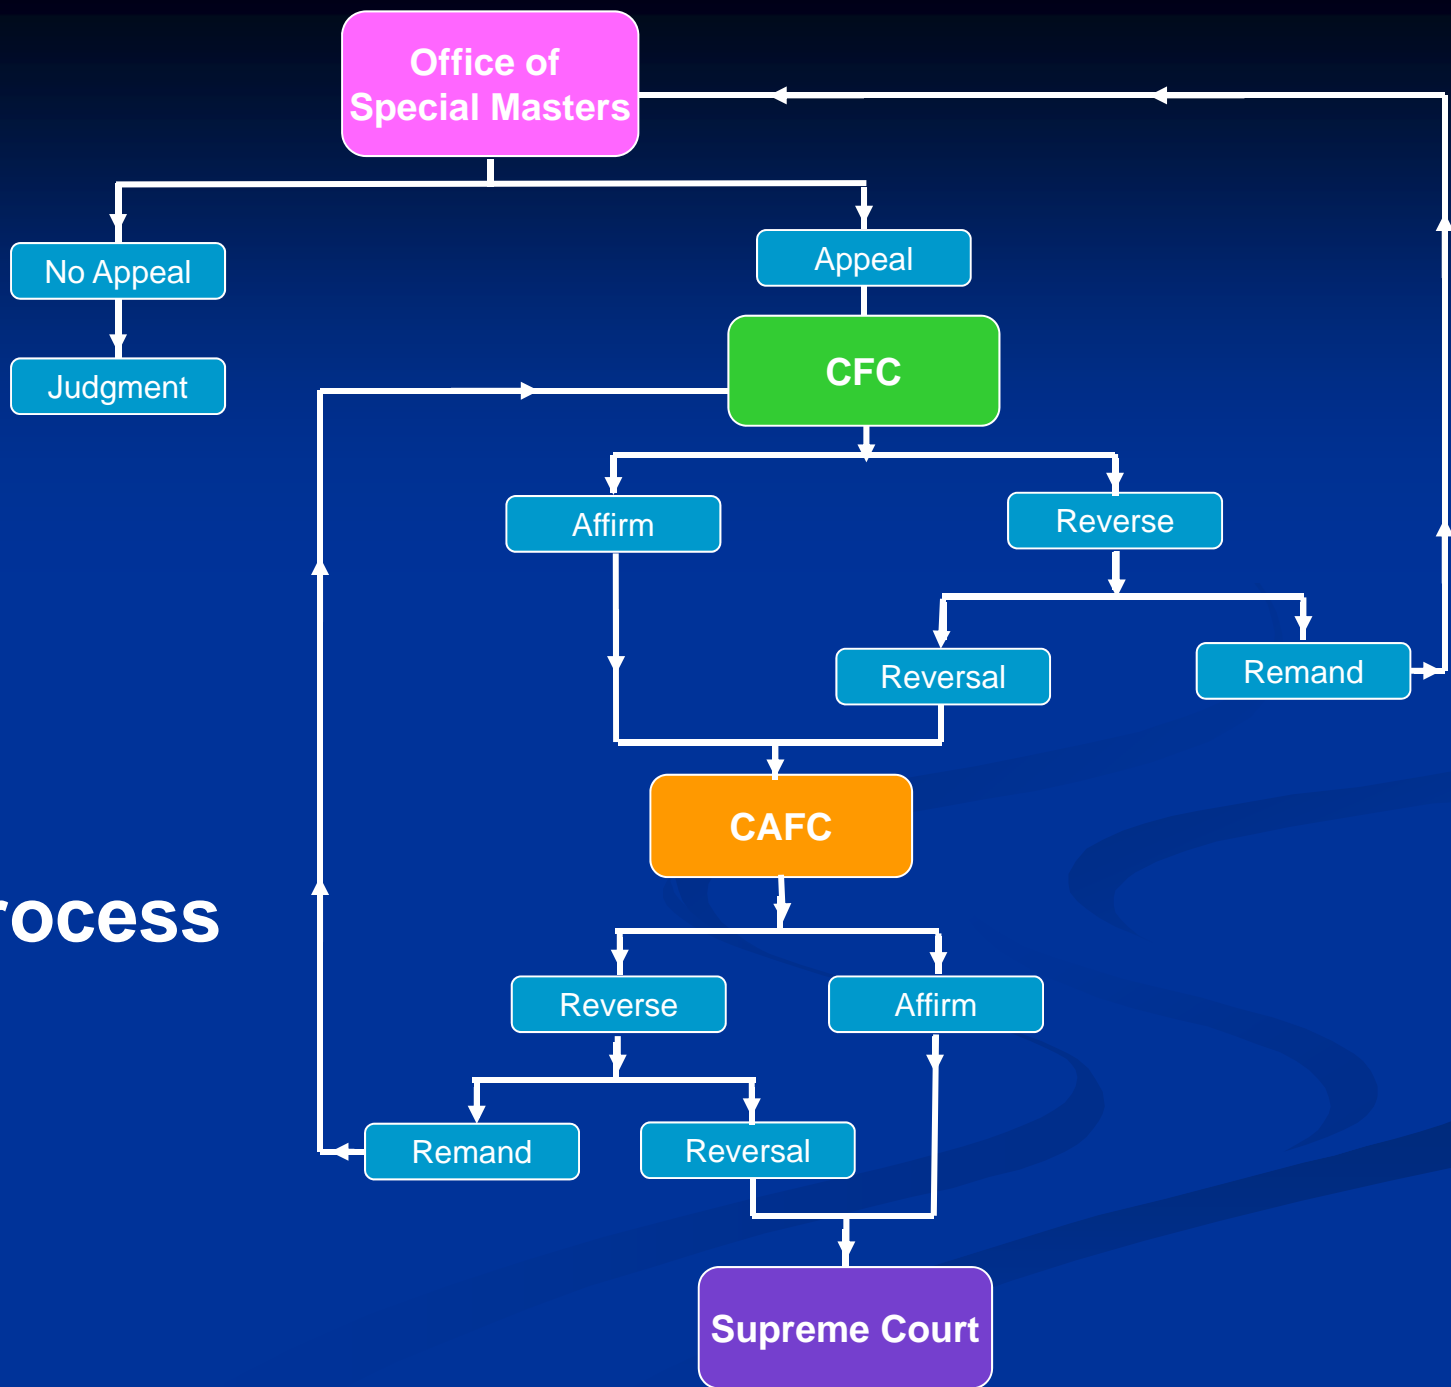 Office of
Special Masters
No Appeal
Appeal
Judgment
CFC
Affirm
Reverse
Reversal
Remand
CAFC
rocess
Reverse
Affirm
Remand
Reversal
Supreme Court